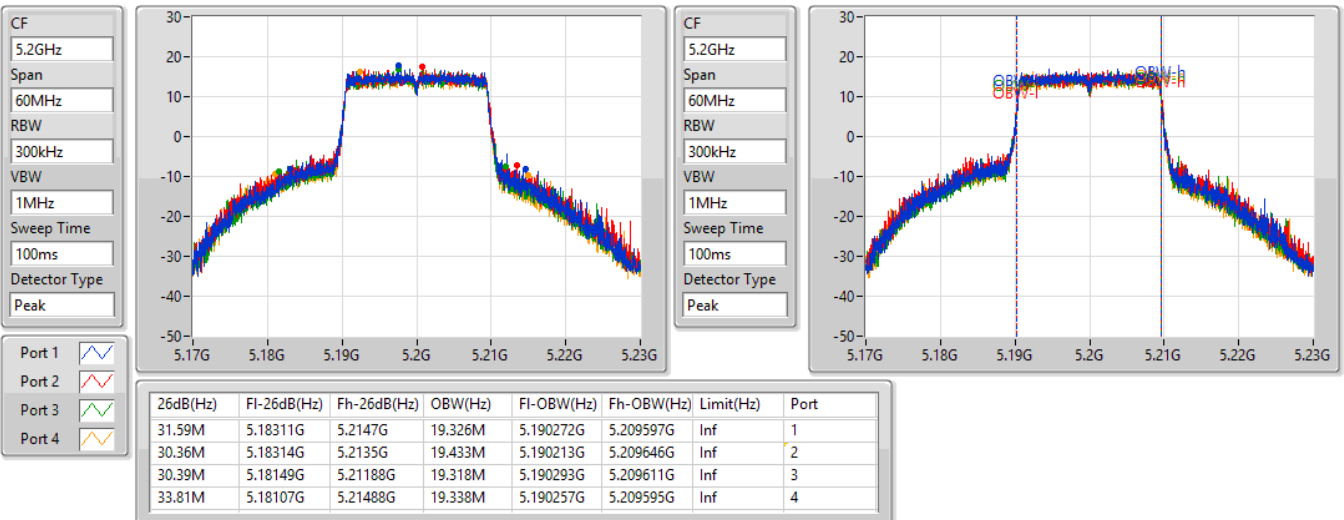 CF
5.2GHz
Span
60MHz
RBW
300kHz
VBW
1MHz
Sweep Time
100ms
Detector Type
Peak
30
20
10
0
-10
-20
-30
-40
-50
5.17G 5.18G 5.19G 5.2G 5.21G 5.22G 5.23G
CF
5.2GHz
Span
60MHz
RBW
300kHz
VBW
1MHz
Sweep Time
100ms
Detector Type
Peak
30
20
10
0
-10
-20
-30
-40
-50
OBW-l
OBW-h
5.17G 5.18G 5.19G 5.2G 5.21G 5.22G 5.23G
Port 1
Port 2
Port 3
Port 4
26dB(Hz) Fl-26dB(Hz) Fh-26dB(Hz) OBW(Hz) Fl-OBW(Hz) Fh-OBW(Hz) Limit(Hz) Port
31.59M 5.18311G 5.2147G 19.326M 5.190272G 5.209597G Inf 1
30.36M 5.18314G 5.2135G 19.433M 5.190213G 5.209646G Inf 2
30.39M 5.18149G 5.21188G 19.318M 5.190293G 5.209611G Inf 3
33.81M 5.18107G 5.21488G 19.338M 5.190257G 5.209595G Inf 4